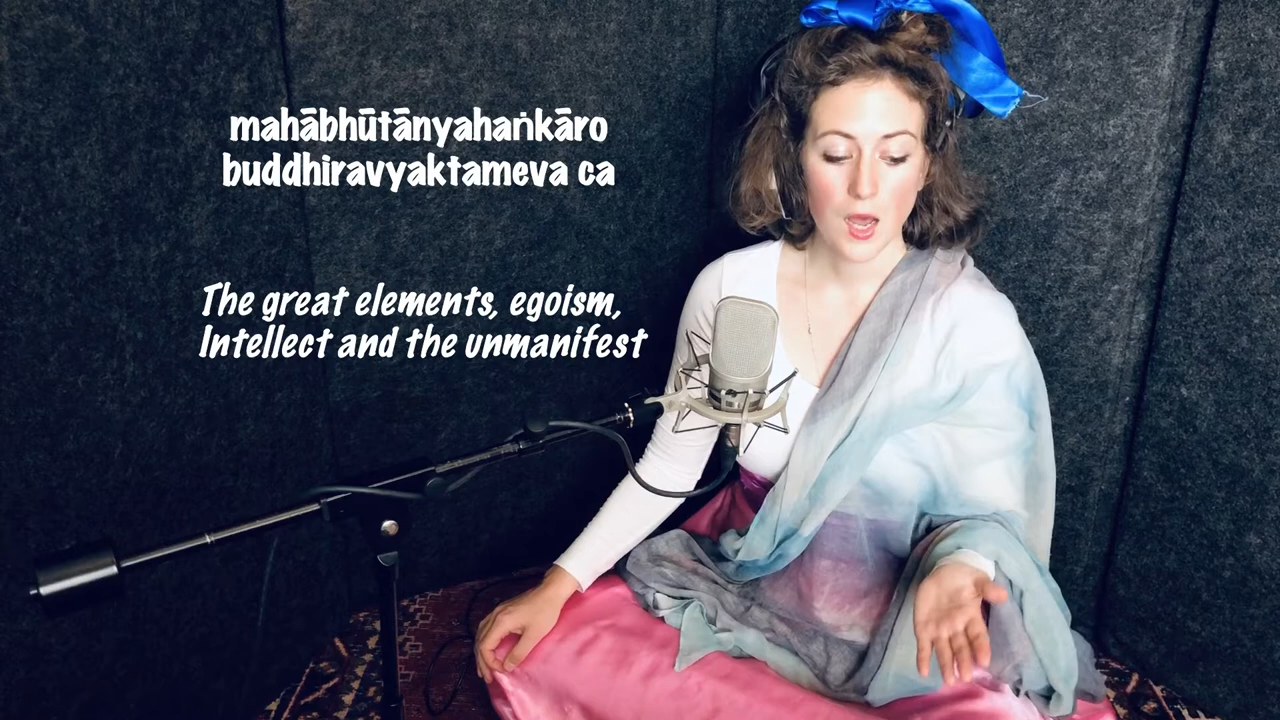 mahābhūtānyahaṅkāro
buddhiravyaktameva ca
The great elements, egoism,
Intellect and the unmanifest